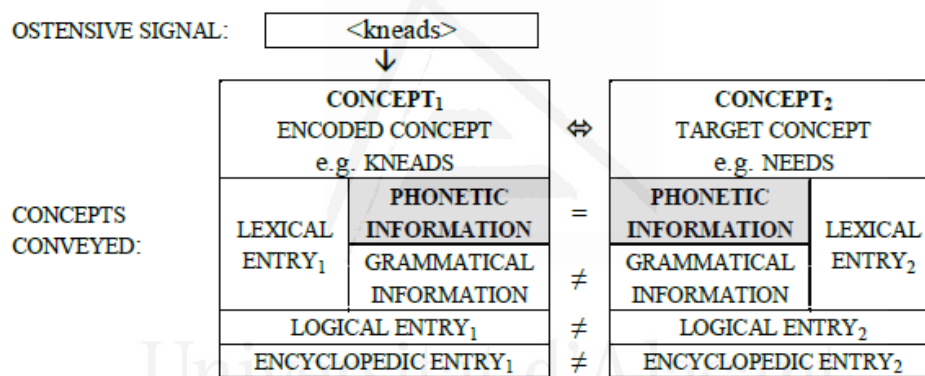 OSTENSIVE SIGNAL: <kneads>
↓
CONCEPT₁ CONCEPT₂
ENCODED CONCEPT ⇔ TARGET CONCEPT
e.g. KNEADS e.g. NEEDS
CONCEPTS CONVEYED:
LEXICAL ENTRY₁
PHONETIC INFORMATION = PHONETIC INFORMATION
LEXICAL ENTRY₂
GRAMMATICAL INFORMATION ≠ GRAMMATICAL INFORMATION
LOGICAL ENTRY₁ ≠ LOGICAL ENTRY₂
ENCYCLOPEDIC ENTRY₁ ≠ ENCYCLOPEDIC ENTRY₂